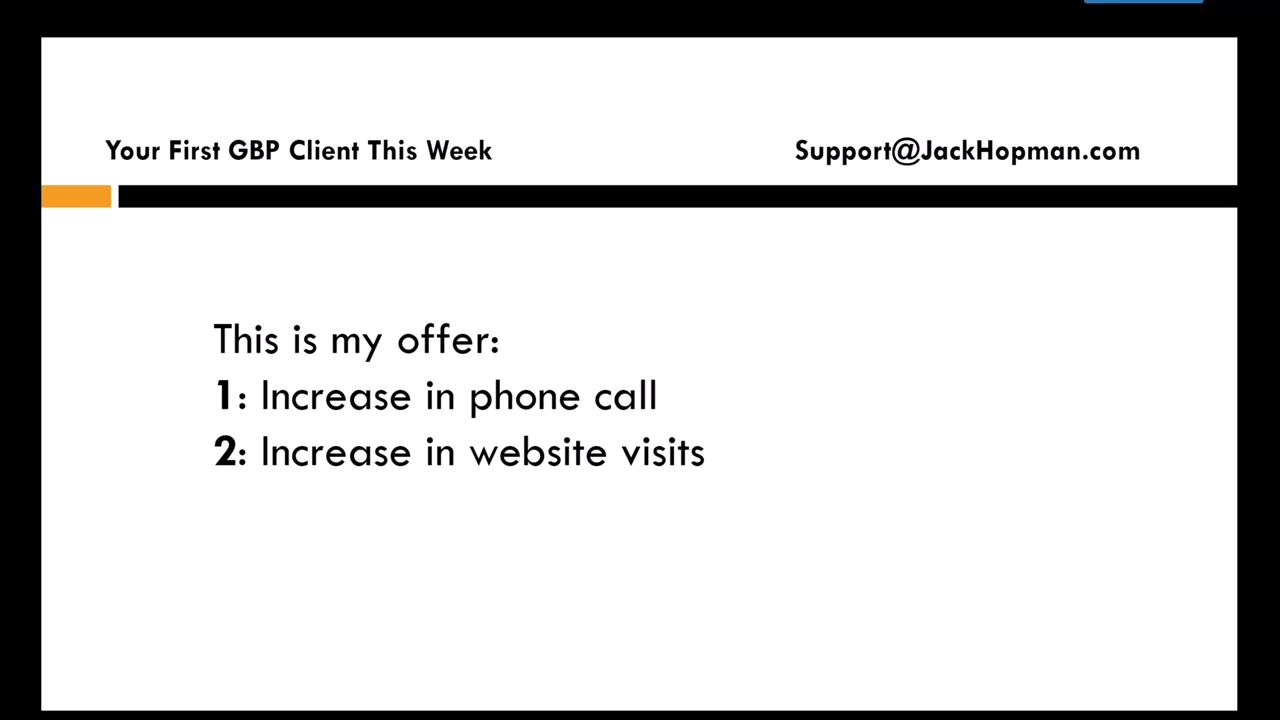 Your First GBP Client This Week
Support@JackHopman.com
This is my offer:
1: Increase in phone call
2: Increase in website visits